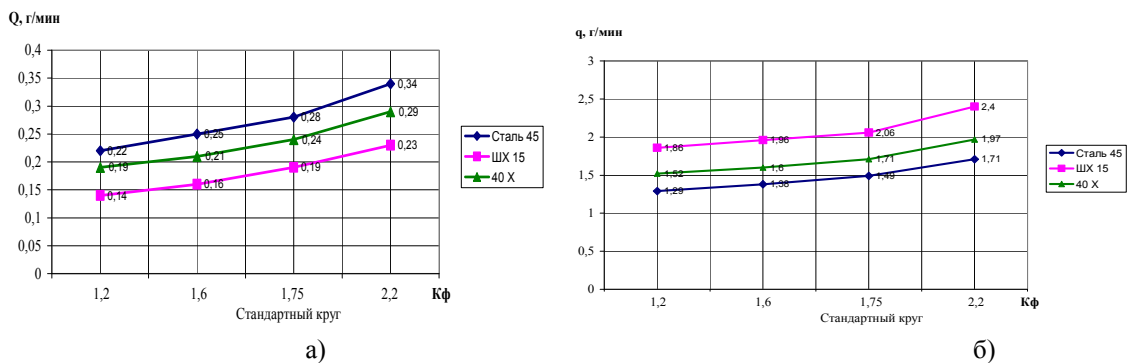 Q, г/мин
0,4
0,35
0,3
0,25
0,2
0,15
0,1
0,05
0
0,22
0,25
0,28
0,34
0,19
0,21
0,24
0,29
0,14
0,16
0,19
0,23
1,2 1,6 1,75 2,2 Кф
Стандартный круг
Сталь 45
ШХ 15
40 Х
а)
q, г/мин
3
2,5
2
1,5
1
0,5
0
1,86
1,96
2,06
2,4
1,52
1,6
1,71
1,97
1,29
1,38
1,49
1,71
1,2 1,6 1,75 2,2 Кф
Стандартный круг
Сталь 45
ШХ 15
40 Х
б)